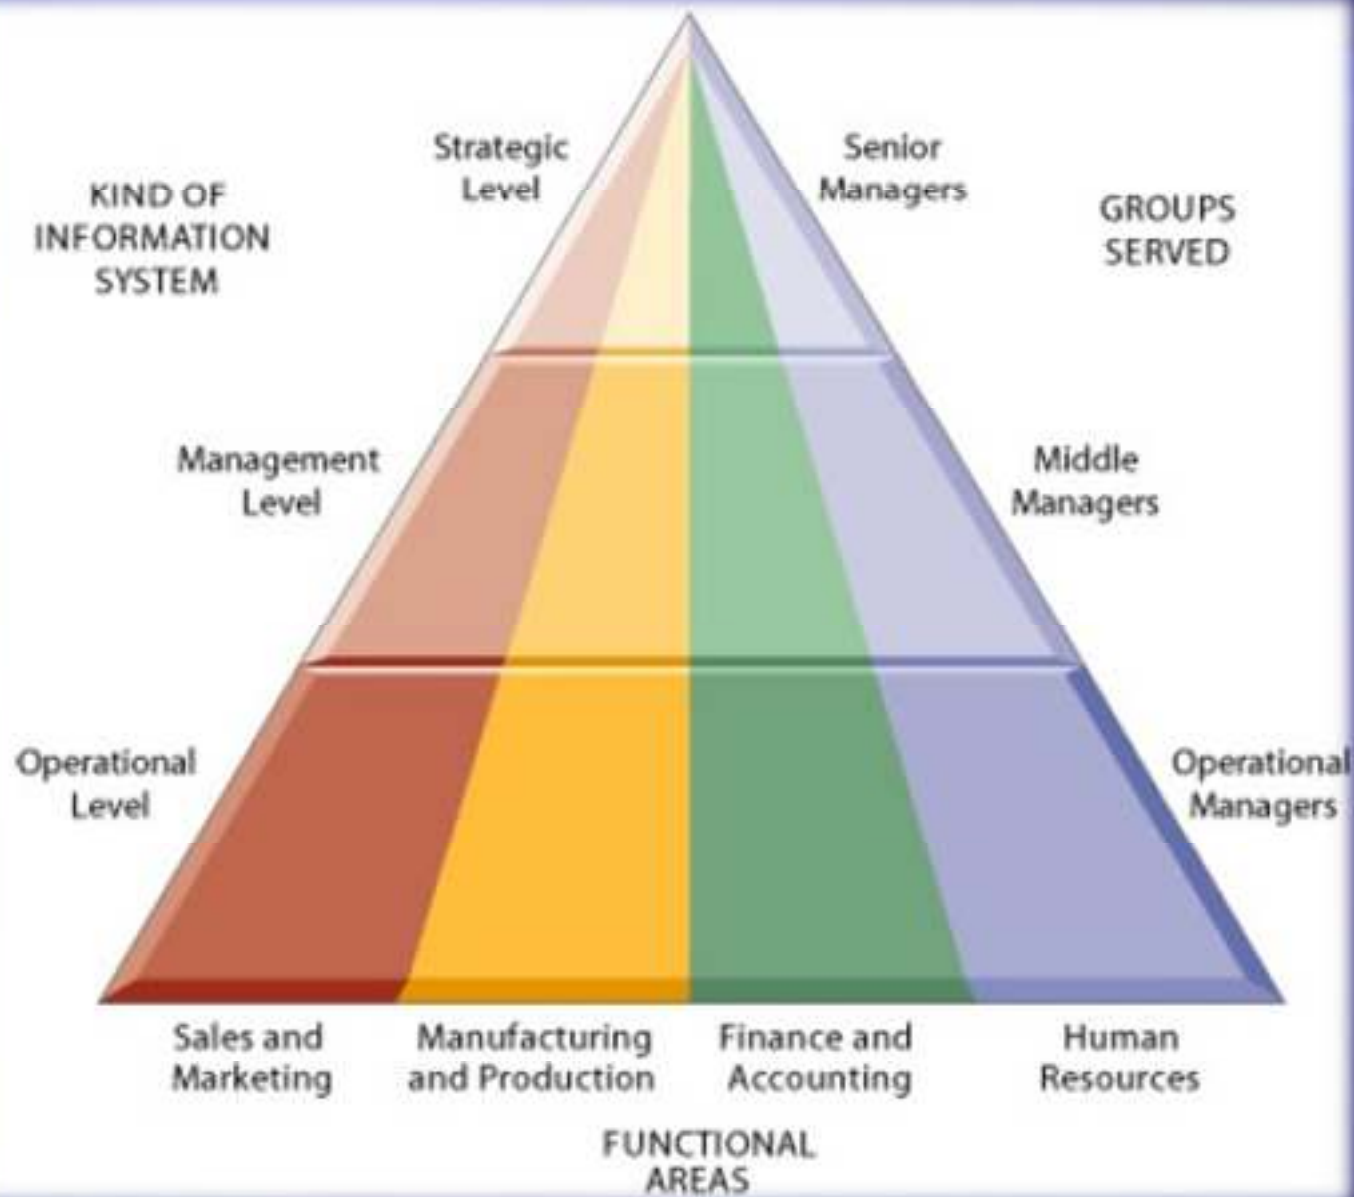 Strategic
Level
Senior
Managers
KIND OF
INFORMATION
SYSTEM
GROUPS
SERVED
Management
Level
Middle
Managers
Operational
Level
Operational
Managers
Sales and
Marketing
Manufacturing
and Production
Finance and
Accounting
Human
Resources
FUNCTIONAL
AREAS